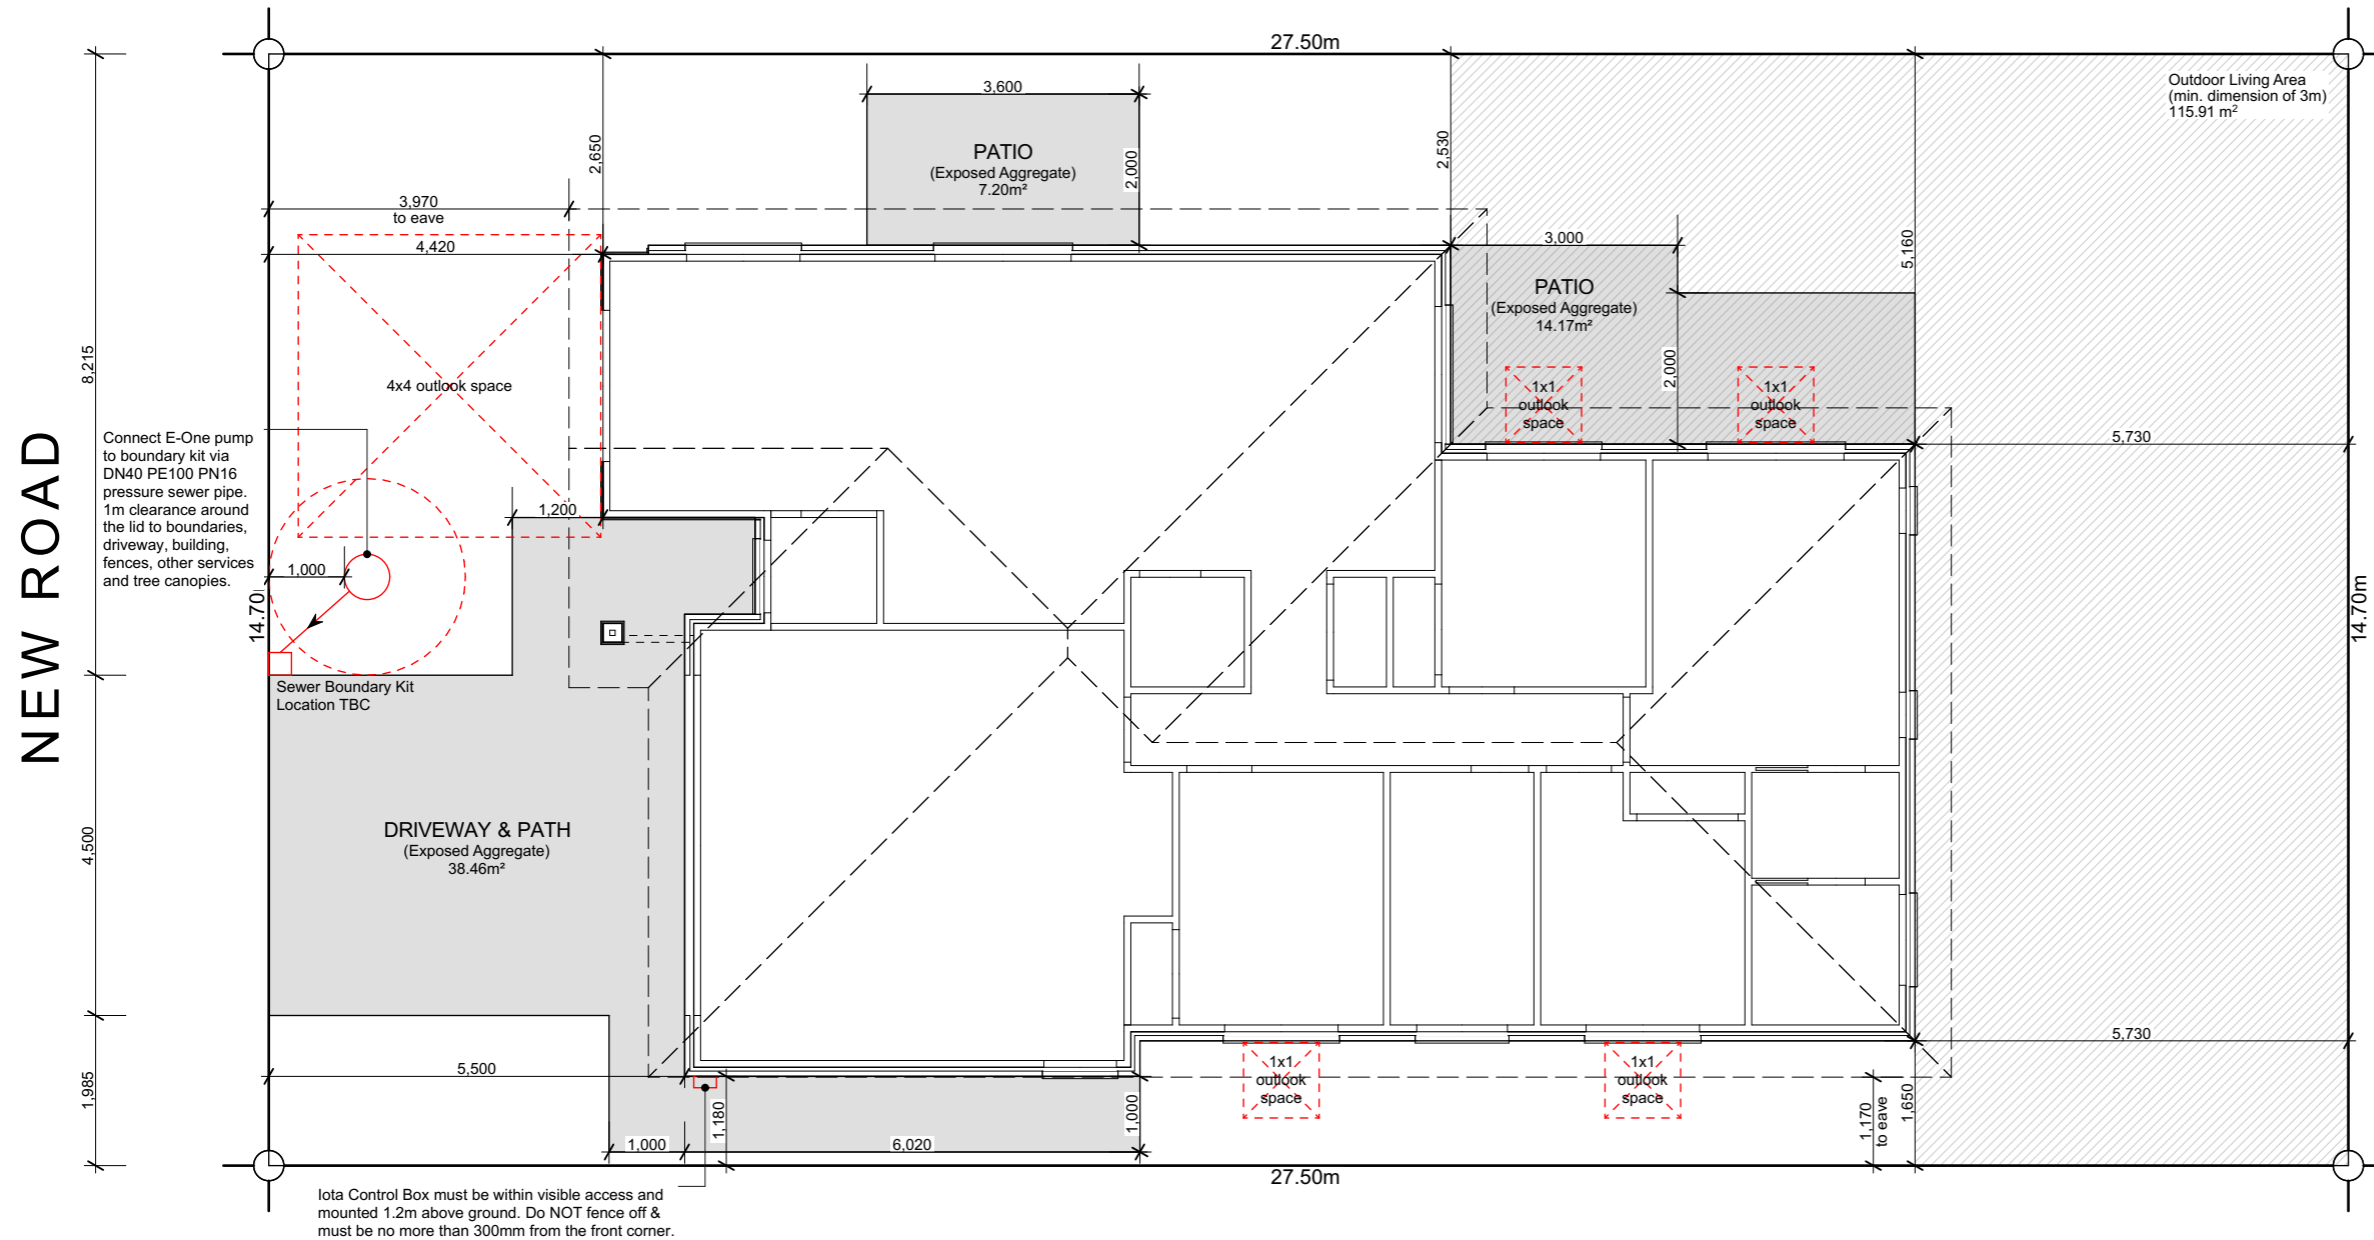 27.50m
Outdoor Living Area
(min. dimension of 3m)
115.91 m²
3,600
2,650
PATIO
(Exposed Aggregate)
7.20m²
2,000
2,530
3,970
to eave
4,420
3,000
5,160
PATIO
(Exposed Aggregate)
14.17m²
2,000
8,215
4x4 outlook space
1x1
outlook
space
1x1
outlook
space
5,730
NEW ROAD
Connect E-One pump
to boundary kit via
DN40 PE100 PN16
pressure sewer pipe.
1m clearance around
the lid to boundaries,
driveway, building,
fences, other services
and tree canopies.
1,200
1,000
14.70
14.70m
Sewer Boundary Kit
Location TBC
DRIVEWAY & PATH
(Exposed Aggregate)
38.46m²
4,500
5,730
5,500
1x1
outlook
space
1x1
outlook
space
1,985
1,180
1,000
1,170
to eave
1,650
1,000
6,020
27.50m
Iota Control Box must be within visible access and
mounted 1.2m above ground. Do NOT fence off &
must be no more than 300mm from the front corner.